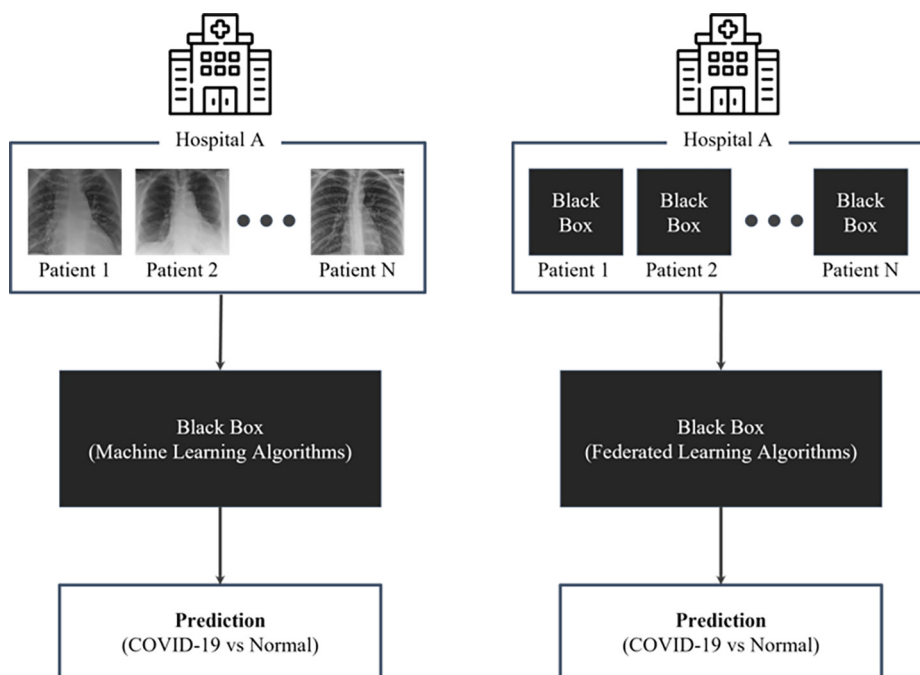 Hospital A
Patient 1
Patient 2
Patient N
Black Box
(Machine Learning Algorithms)
Prediction
(COVID-19 vs Normal)
Hospital A
Black
Box
Black
Box
Black
Box
Patient 1
Patient 2
Patient N
Black Box
(Federated Learning Algorithms)
Prediction
(COVID-19 vs Normal)